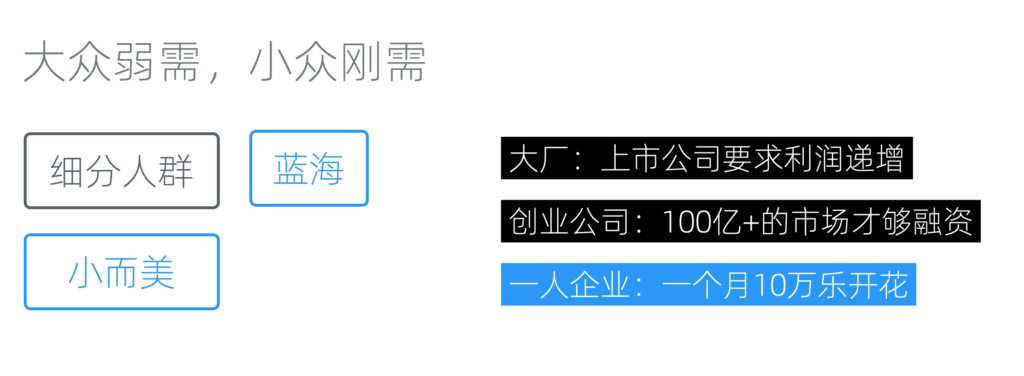 大众弱需，小众刚需
细分人群
蓝海
小而美
大厂：上市公司要求利润递增
创业公司：100亿+的市场才够融资
一人企业：一个月10万乐开花